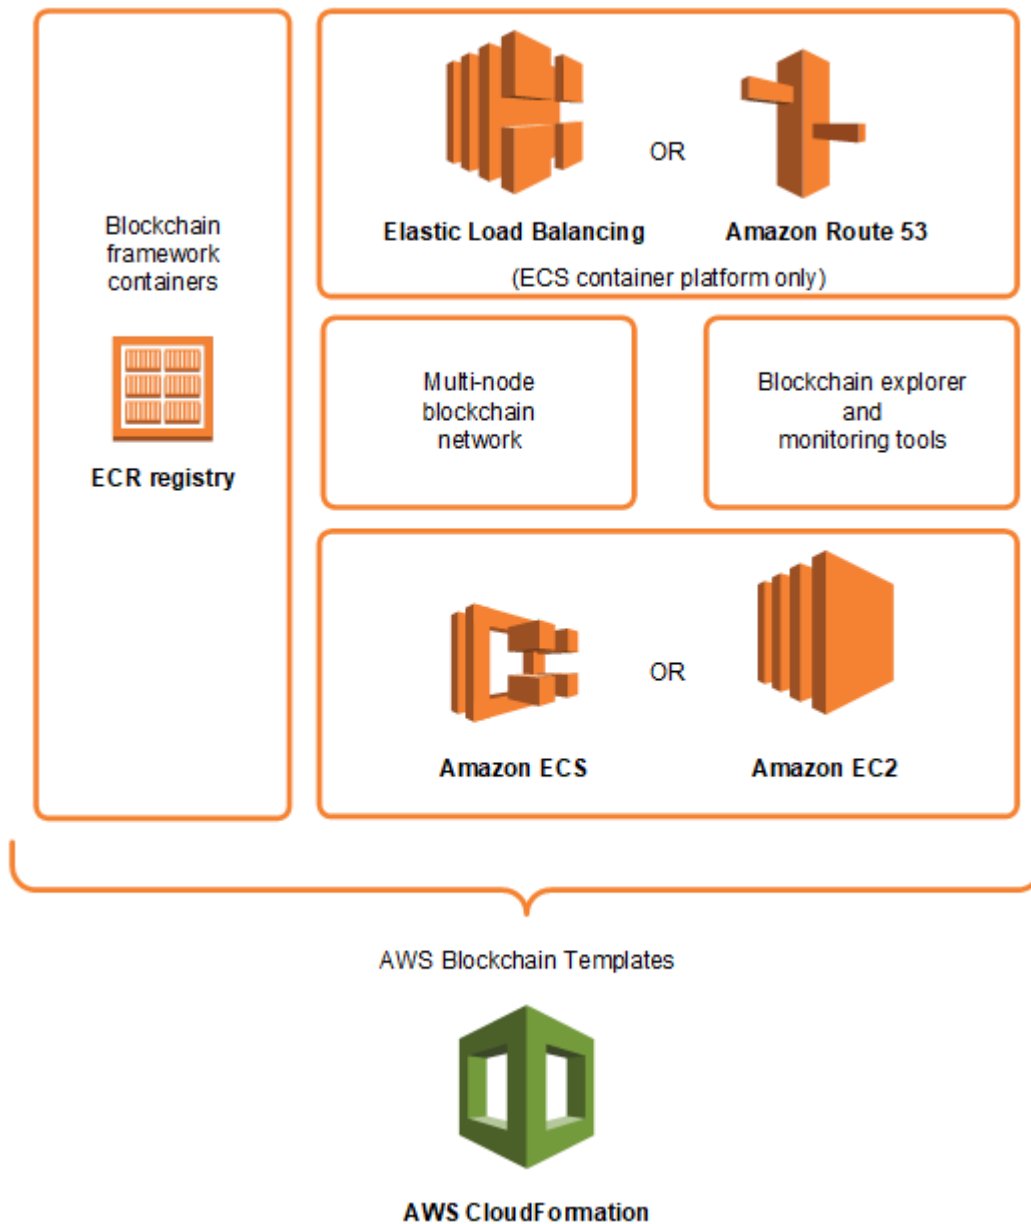 Blockchain
framework
containers
ECR registry
OR
Elastic Load Balancing
Amazon Route 53
(ECS container platform only)
Multi-node
blockchain
network
Blockchain explorer
and
monitoring tools
OR
Amazon ECS
Amazon EC2
AWS Blockchain Templates
AWS CloudFormation